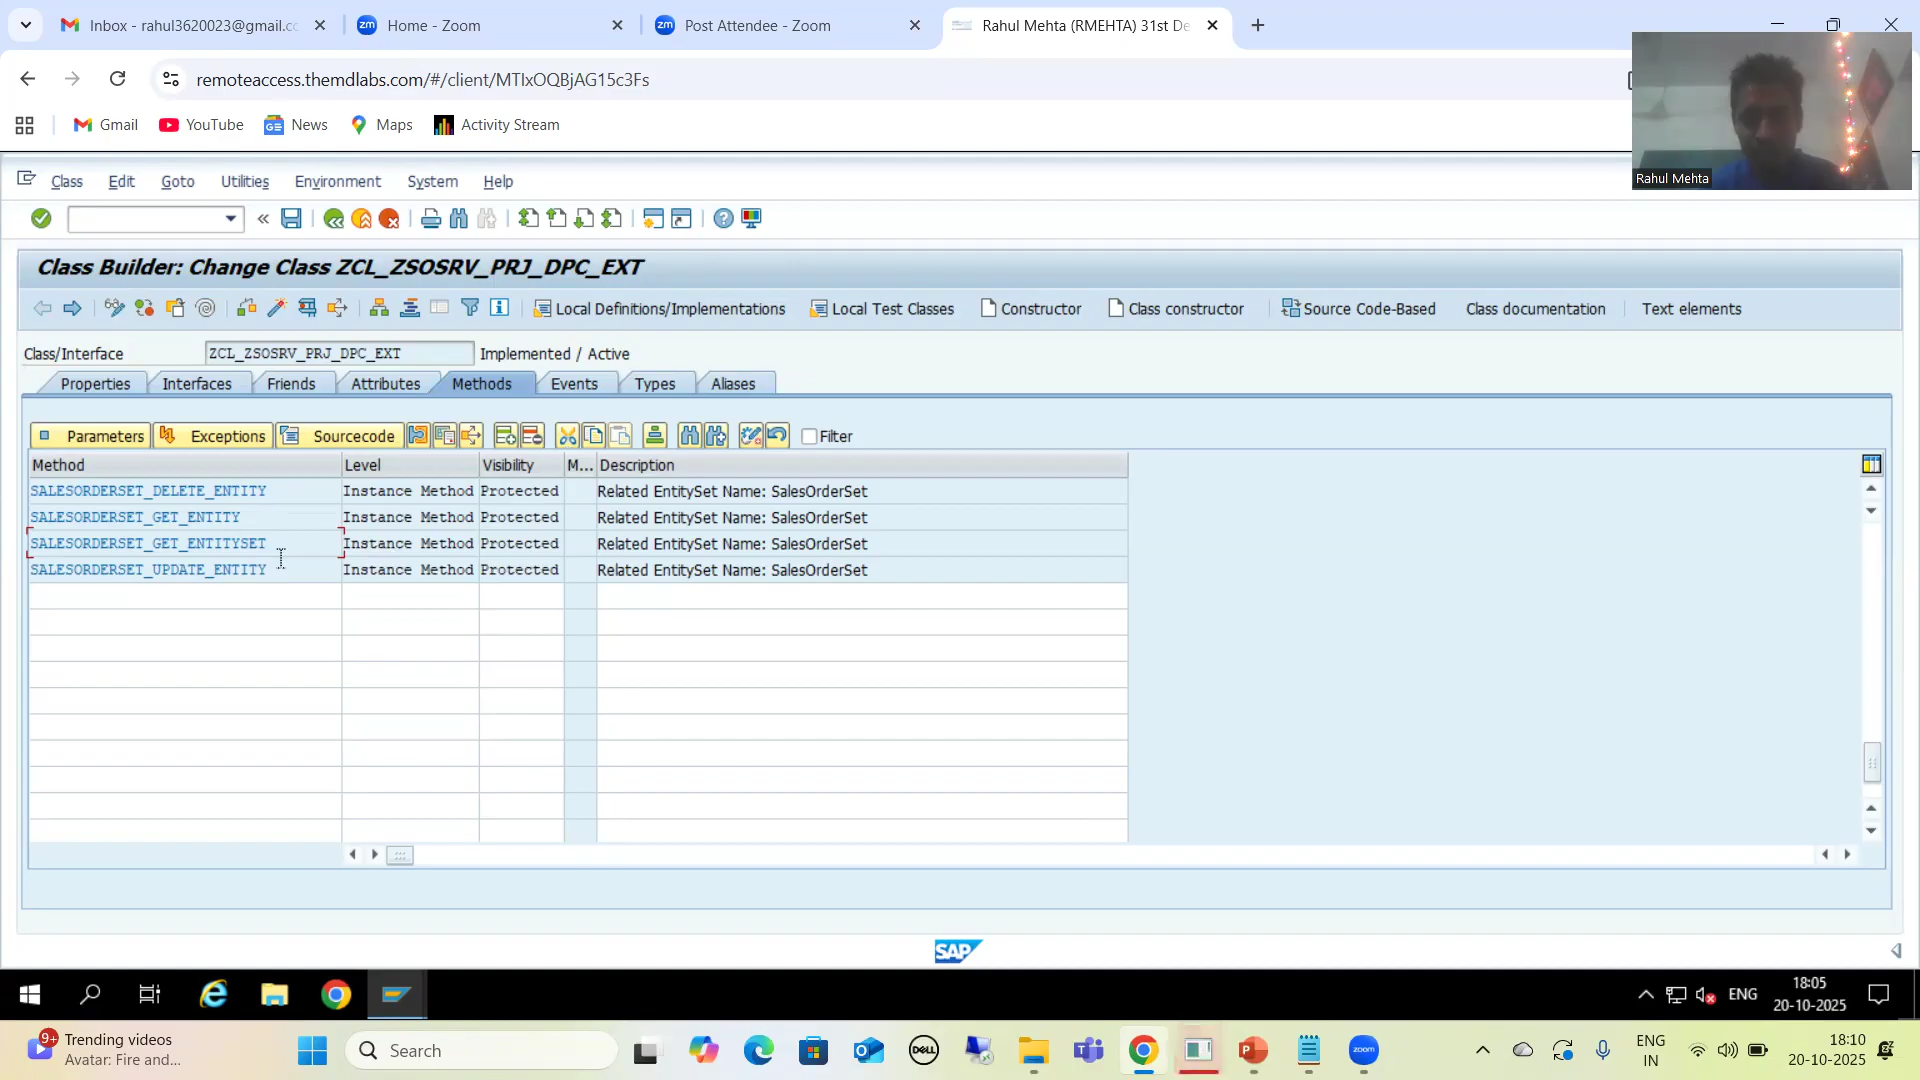 Inbox - rahul3620023@gmail.cc
Home - Zoom
Post Attendee - Zoom
Rahul Mehta (RMEHTA) 31st De
remoteaccess.themdlabs.com/#/client/MTIxOQBjAG15c3Fs
Gmail YouTube News Maps Activity Stream
Rahul Mehta
Class Edit Goto Utilities Environment System Help
Class Builder: Change Class ZCL_ZSOSRV_PRJ_DPC_EXT
Local Definitions/Implementations Local Test Classes Constructor Class constructor Source Code-Based Class documentation Text elements
Class/Interface ZCL_ZSOSRV_PRJ_DPC_EXT Implemented / Active
Properties Interfaces Friends Attributes Methods Events Types Aliases
Parameters Exceptions Sourcecode Filter
Method Level Visibility M... Description
SALESORDERSET_DELETE_ENTITY Instance Method Protected Related EntitySet Name: SalesOrderSet
SALESORDERSET_GET_ENTITY Instance Method Protected Related EntitySet Name: SalesOrderSet
SALESORDERSET_GET_ENTITYSET Instance Method Protected Related EntitySet Name: SalesOrderSet
SALESORDERSET_UPDATE_ENTITY Instance Method Protected Related EntitySet Name: SalesOrderSet
SAP
ENG
18:05
20-10-2025
9+
Trending videos
Avatar: Fire and...
Search
DELL
zoom
ENG
IN
18:10
20-10-2025